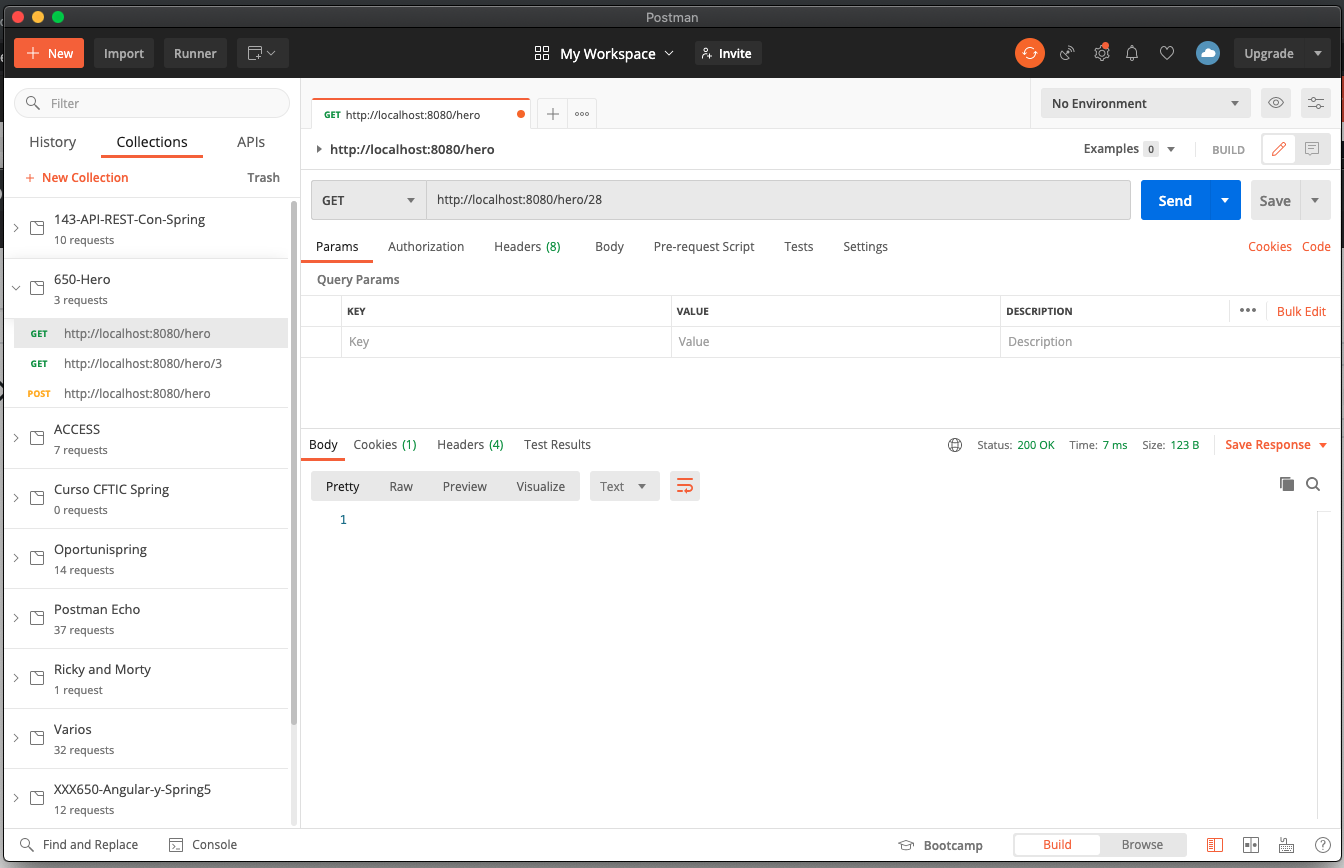 Postman
+ New
Import
Runner
My Workspace
Invite
Upgrade
Filter
History
Collections
APIs
+ New Collection
Trash
143-API-REST-Con-Spring
10 requests
650-Hero
3 requests
GET http://localhost:8080/hero
GET http://localhost:8080/hero/3
POST http://localhost:8080/hero
ACCESS
7 requests
Curso CFTIC Spring
0 requests
Oportunispring
14 requests
Postman Echo
37 requests
Ricky and Morty
1 request
Varios
32 requests
XXX650-Angular-y-Spring5
12 requests
GET http://localhost:8080/hero
No Environment
http://localhost:8080/hero
Examples 0
BUILD
GET
http://localhost:8080/hero/28
Send
Save
Params
Authorization
Headers (8)
Body
Pre-request Script
Tests
Settings
Cookies
Code
Query Params
KEY
VALUE
DESCRIPTION
Bulk Edit
Key
Value
Description
Body
Cookies (1)
Headers (4)
Test Results
Status: 200 OK
Time: 7 ms
Size: 123 B
Save Response
Pretty
Raw
Preview
Visualize
Text
1
Find and Replace
Console
Bootcamp
Build
Browse